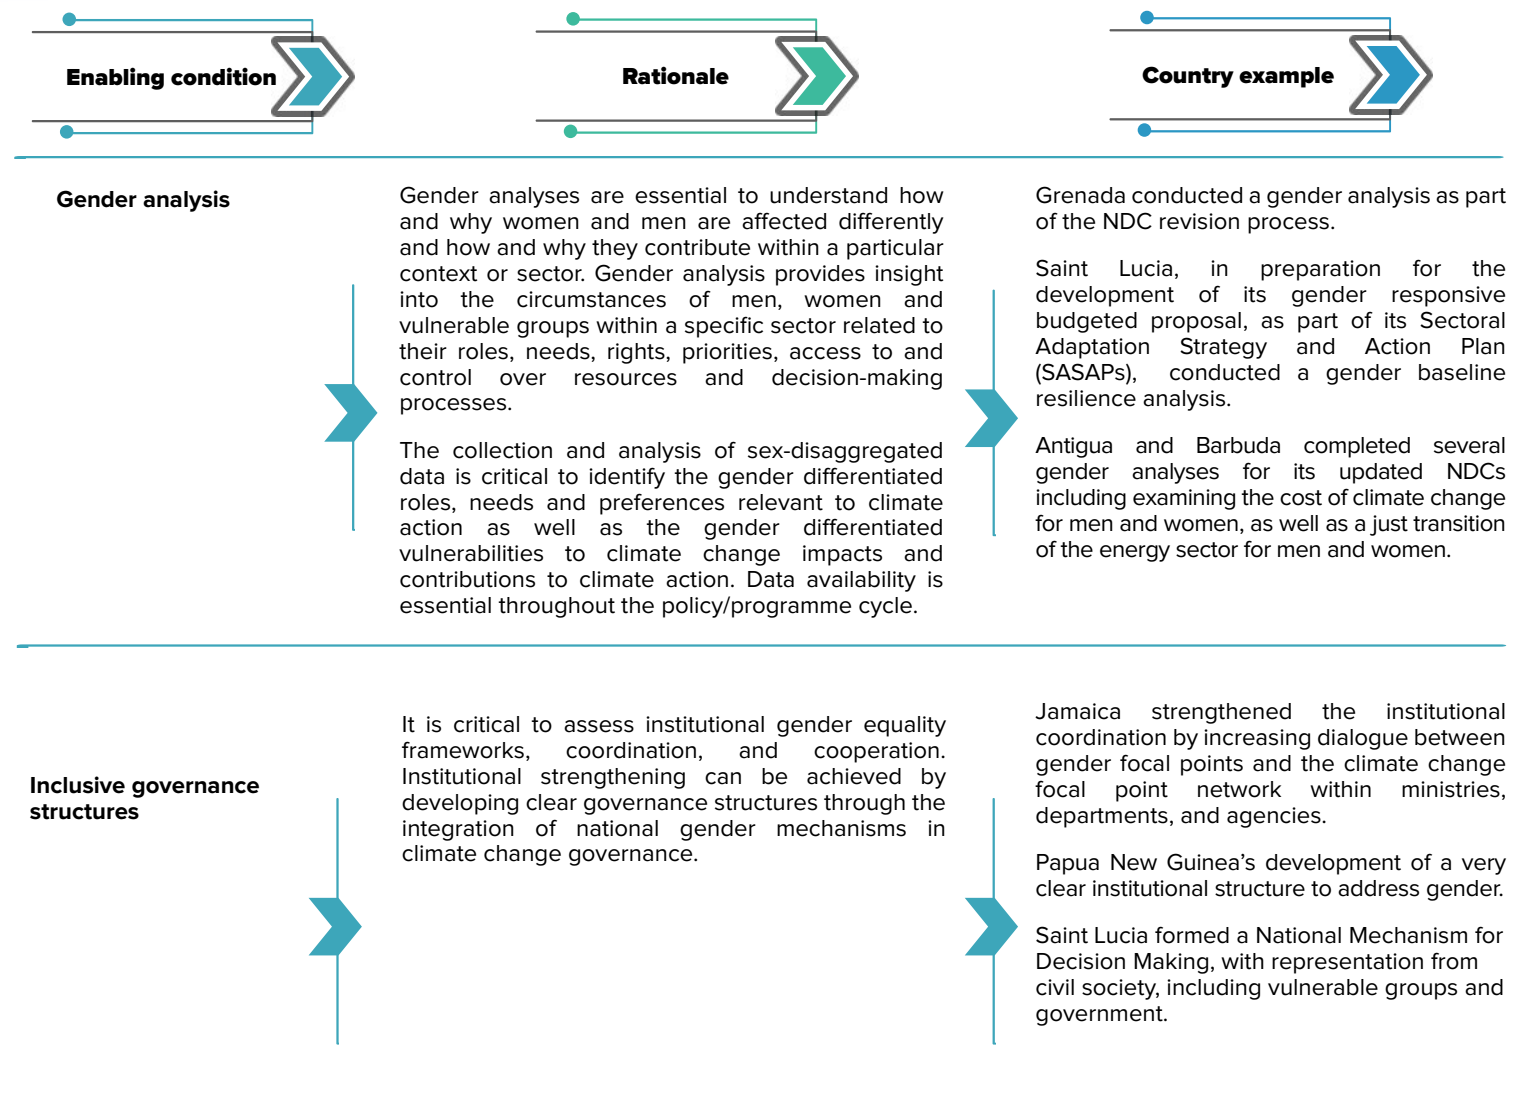 Enabling condition
Rationale
Country example
Gender analysis
Gender analyses are essential to understand how
and why women and men are affected differently
and how and why they contribute within a particular
context or sector. Gender analysis provides insight
into the circumstances of men, women and
vulnerable groups within a specific sector related to
their roles, needs, rights, priorities, access to and
control over resources and decision-making
processes.
The collection and analysis of sex-disaggregated
data is critical to identify the gender differentiated
roles, needs and preferences relevant to climate
action as well as the gender differentiated
vulnerabilities to climate change impacts and
contributions to climate action. Data availability is
essential throughout the policy/programme cycle.
Grenada conducted a gender analysis as part
of the NDC revision process.
Saint Lucia, in preparation for the
development of its gender responsive
budgeted proposal, as part of its Sectoral
Adaptation Strategy and Action Plan
(SASAPs), conducted a gender baseline
resilience analysis.
Antigua and Barbuda completed several
gender analyses for its updated NDCs
including examining the cost of climate change
for men and women, as well as a just transition
of the energy sector for men and women.
Inclusive governance
structures
It is critical to assess institutional gender equality
frameworks, coordination, and cooperation.
Institutional strengthening can be achieved by
developing clear governance structures through the
integration of national gender mechanisms in
climate change governance.
Jamaica strengthened the institutional
coordination by increasing dialogue between
gender focal points and the climate change
focal point network within ministries,
departments, and agencies.
Papua New Guinea’s development of a very
clear institutional structure to address gender.
Saint Lucia formed a National Mechanism for
Decision Making, with representation from
civil society, including vulnerable groups and
government.